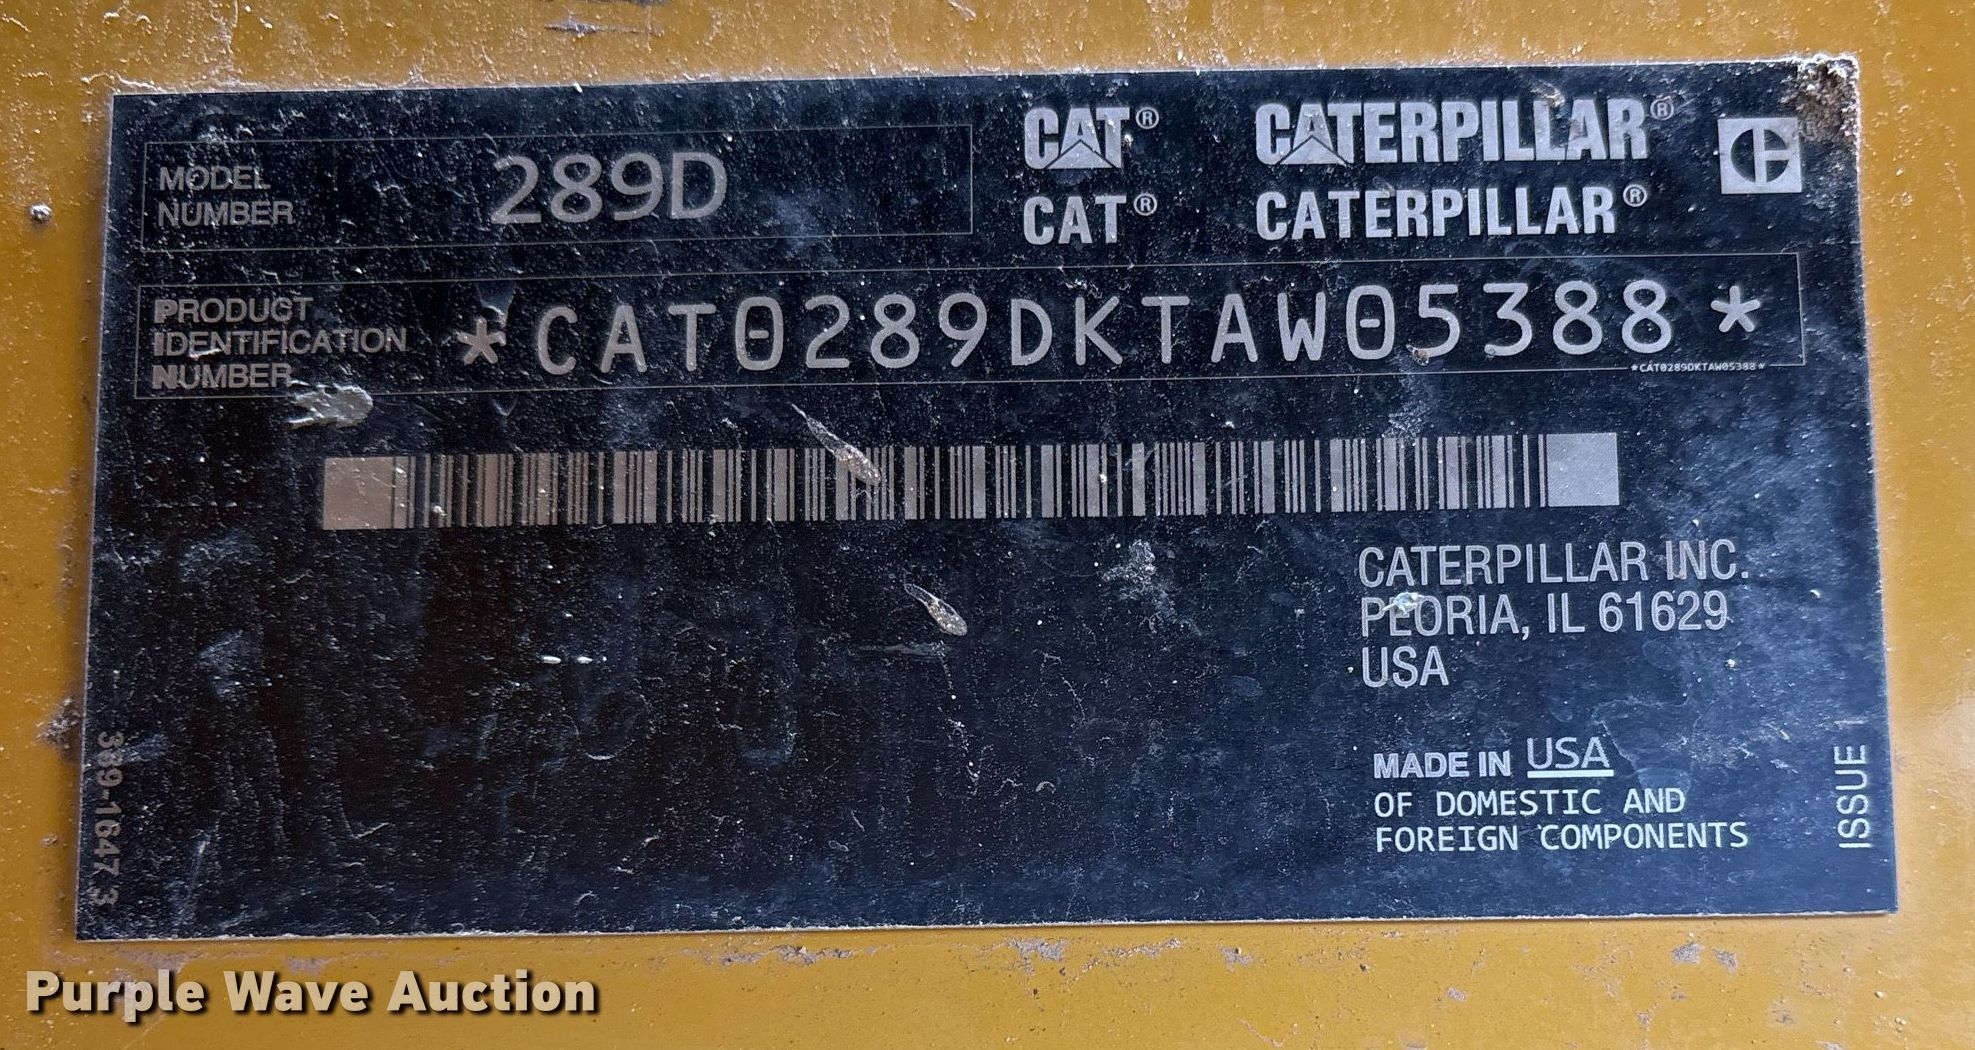 MODEL
NUMBER
289D
CAT® CATERPILLAR®
CAT® CATERPILLAR®
PRODUCT
IDENTIFICATION
NUMBER
*CAT0289DKTAW05388*
*CAT0289DKTAW05388*
CATERPILLAR INC.
PEORIA, IL 61629
USA
MADE IN USA
OF DOMESTIC AND
FOREIGN COMPONENTS
ISSUE 1
389-1647 3
Purple Wave Auction